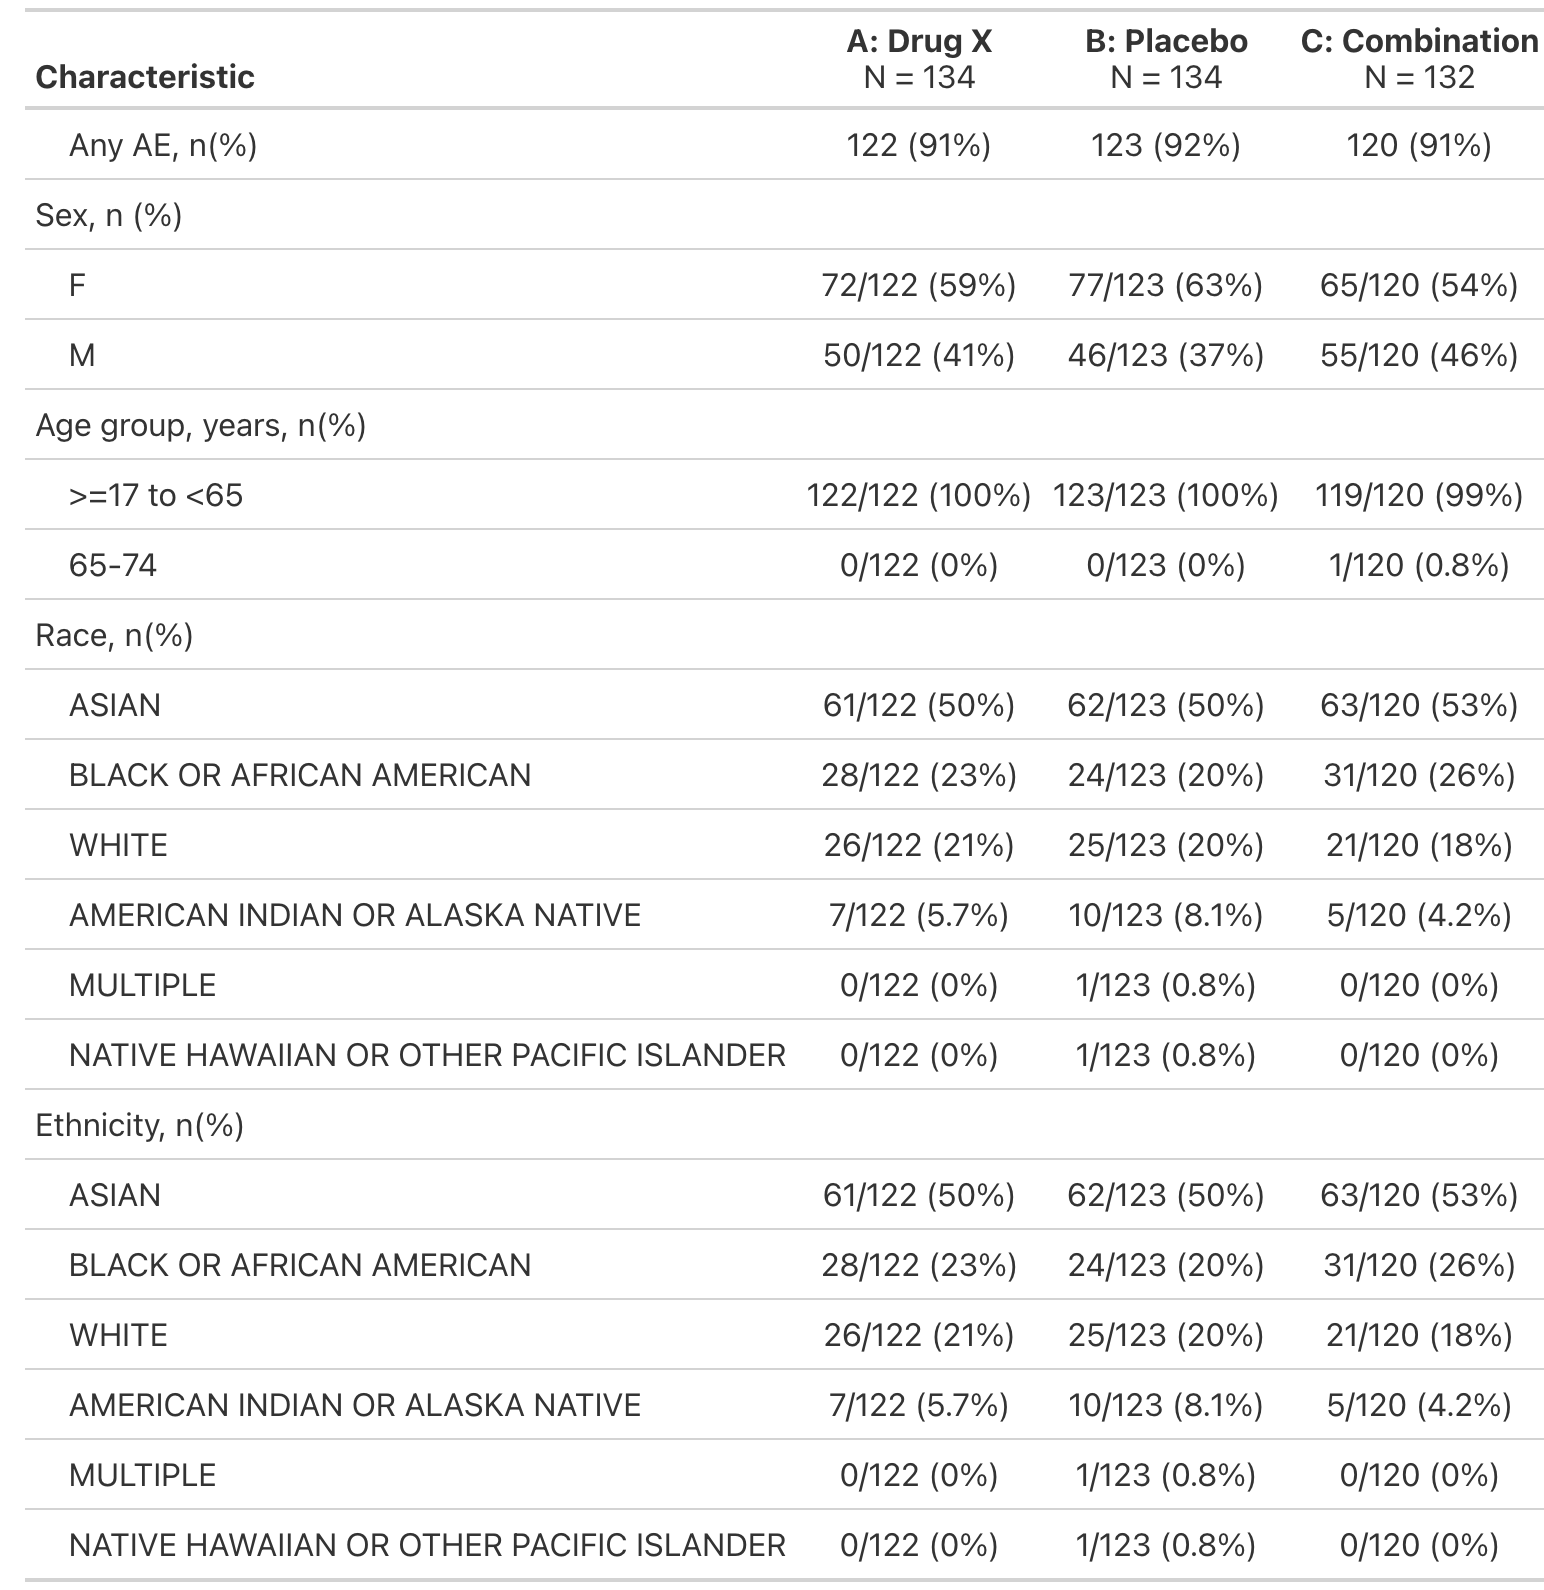 Characteristic A: Drug X B: Placebo C: Combination
N = 134 N = 134 N = 132
Any AE, n(%) 122 (91%) 123 (92%) 120 (91%)
Sex, n (%)
F 72/122 (59%) 77/123 (63%) 65/120 (54%)
M 50/122 (41%) 46/123 (37%) 55/120 (46%)
Age group, years, n(%)
>=17 to <65 122/122 (100%) 123/123 (100%) 119/120 (99%)
65-74 0/122 (0%) 0/123 (0%) 1/120 (0.8%)
Race, n(%)
ASIAN 61/122 (50%) 62/123 (50%) 63/120 (53%)
BLACK OR AFRICAN AMERICAN 28/122 (23%) 24/123 (20%) 31/120 (26%)
WHITE 26/122 (21%) 25/123 (20%) 21/120 (18%)
AMERICAN INDIAN OR ALASKA NATIVE 7/122 (5.7%) 10/123 (8.1%) 5/120 (4.2%)
MULTIPLE 0/122 (0%) 1/123 (0.8%) 0/120 (0%)
NATIVE HAWAIIAN OR OTHER PACIFIC ISLANDER 0/122 (0%) 1/123 (0.8%) 0/120 (0%)
Ethnicity, n(%)
ASIAN 61/122 (50%) 62/123 (50%) 63/120 (53%)
BLACK OR AFRICAN AMERICAN 28/122 (23%) 24/123 (20%) 31/120 (26%)
WHITE 26/122 (21%) 25/123 (20%) 21/120 (18%)
AMERICAN INDIAN OR ALASKA NATIVE 7/122 (5.7%) 10/123 (8.1%) 5/120 (4.2%)
MULTIPLE 0/122 (0%) 1/123 (0.8%) 0/120 (0%)
NATIVE HAWAIIAN OR OTHER PACIFIC ISLANDER 0/122 (0%) 1/123 (0.8%) 0/120 (0%)